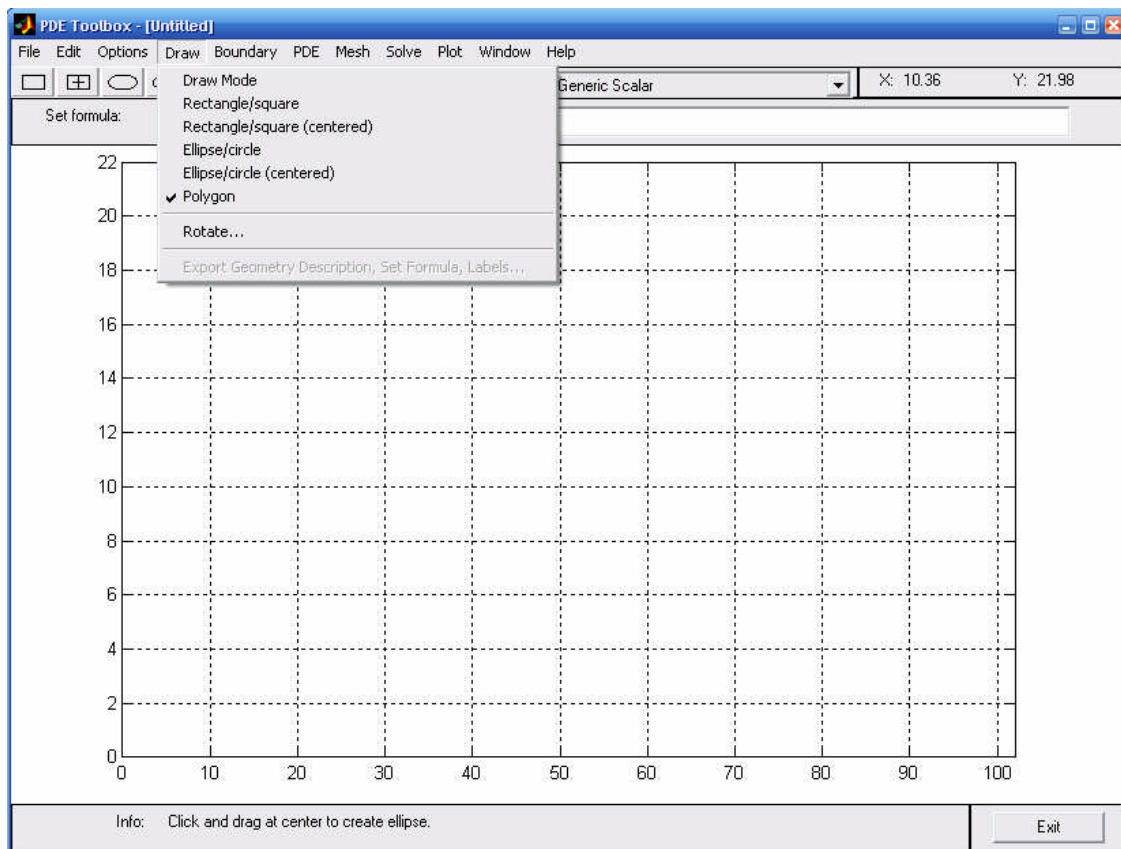 PDE Toolbox - [Untitled]
File Edit Options Draw Boundary PDE Mesh Solve Plot Window Help
Draw Mode
Rectangle/square
Rectangle/square (centered)
Ellipse/circle
Ellipse/circle (centered)
Polygon
Rotate...
Export Geometry Description, Set Formula, Labels...
Generic Scalar X: 10.36 Y: 21.98
Set formula:
22
20
18
16
14
12
10
8
6
4
2
0
0 10 20 30 40 50 60 70 80 90 100
Info: Click and drag at center to create ellipse.
Exit